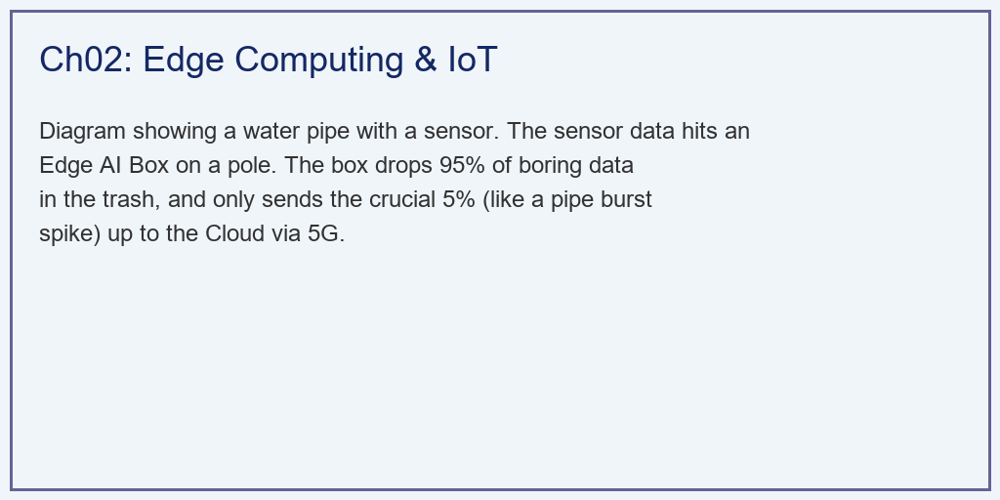 Ch02: Edge Computing & IoT
Diagram showing a water pipe with a sensor. The sensor data hits an
Edge AI Box on a pole. The box drops 95% of boring data
in the trash, and only sends the crucial 5% (like a pipe burst
spike) up to the Cloud via 5G.